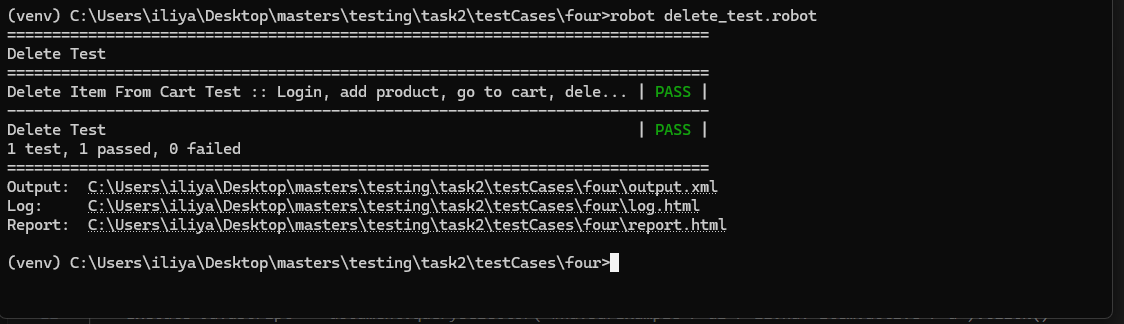 (venv) C:\Users\iliya\Desktop\masters\testing\task2\testCases\four>robot delete_test.robot
==============================================================================
Delete Test
==============================================================================
Delete Item From Cart Test :: Login, add product, go to cart, dele... | PASS |
------------------------------------------------------------------------------
Delete Test                                                           | PASS |
1 test, 1 passed, 0 failed
==============================================================================
Output:  C:\Users\iliya\Desktop\masters\testing\task2\testCases\four\output.xml
Log:     C:\Users\iliya\Desktop\masters\testing\task2\testCases\four\log.html
Report:  C:\Users\iliya\Desktop\masters\testing\task2\testCases\four\report.html
(venv) C:\Users\iliya\Desktop\masters\testing\task2\testCases\four>